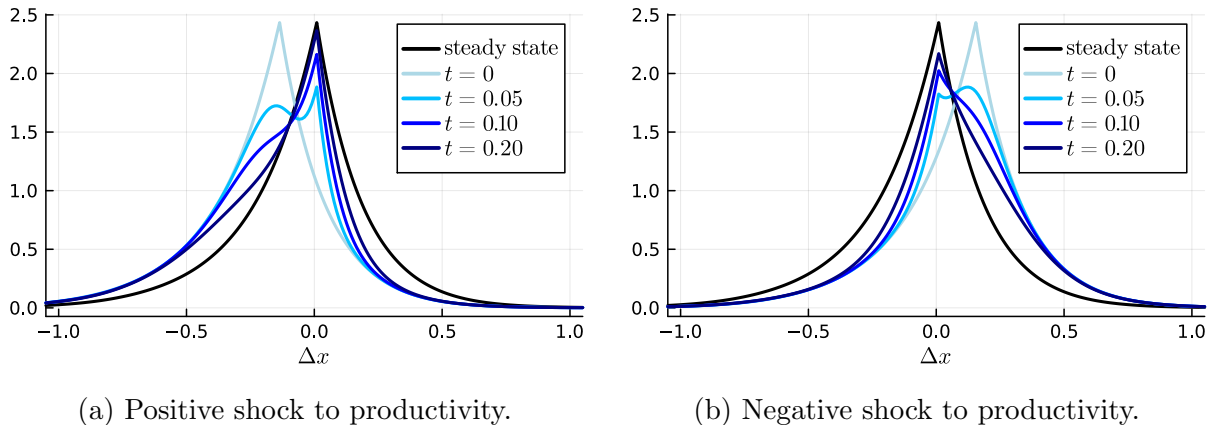 2.5
2.0
1.5
1.0
0.5
0.0
−1.0 −0.5 0.0 0.5 1.0
Δx
steady state
t = 0
t = 0.05
t = 0.10
t = 0.20
(a) Positive shock to productivity.
2.5
2.0
1.5
1.0
0.5
0.0
−1.0 −0.5 0.0 0.5 1.0
Δx
steady state
t = 0
t = 0.05
t = 0.10
t = 0.20
(b) Negative shock to productivity.